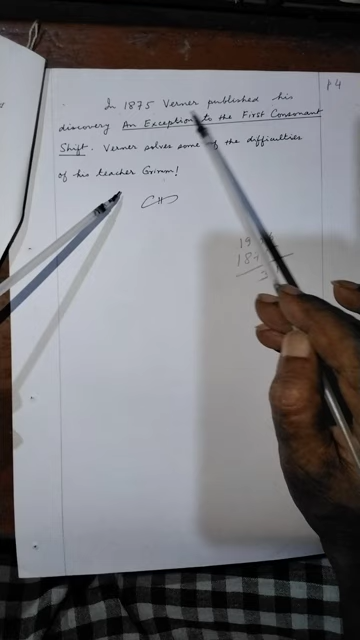 p 4
In 1875 Verner published his
discovery An Exception to the First Consonant
Shift. Verner solves some of the difficulties
of his teacher Grimm!